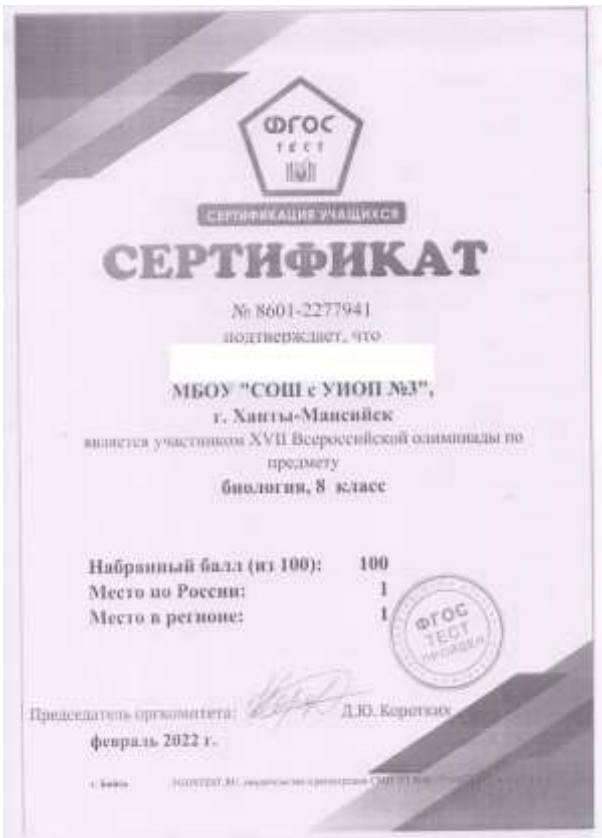 ФГОС
ТЕСТ
СЕРТИФИКАЦИЯ УЧАЩИХСЯ
СЕРТИФИКАТ
№ 8601-2277941
подтверждает, что
МБОУ "СОШ с УИОП №3",
г. Ханты-Мансийск
является участником XVII Всероссийской олимпиады по
предмету
биология, 8 класс
Набранный балл (из 100): 100
Место по России: 1
Место в регионе: 1
ФГОС
ТЕСТ
ПРОЙДЕН
Председатель оргкомитета: Д.Ю. Коротких
февраль 2022 г.
г. Бийск